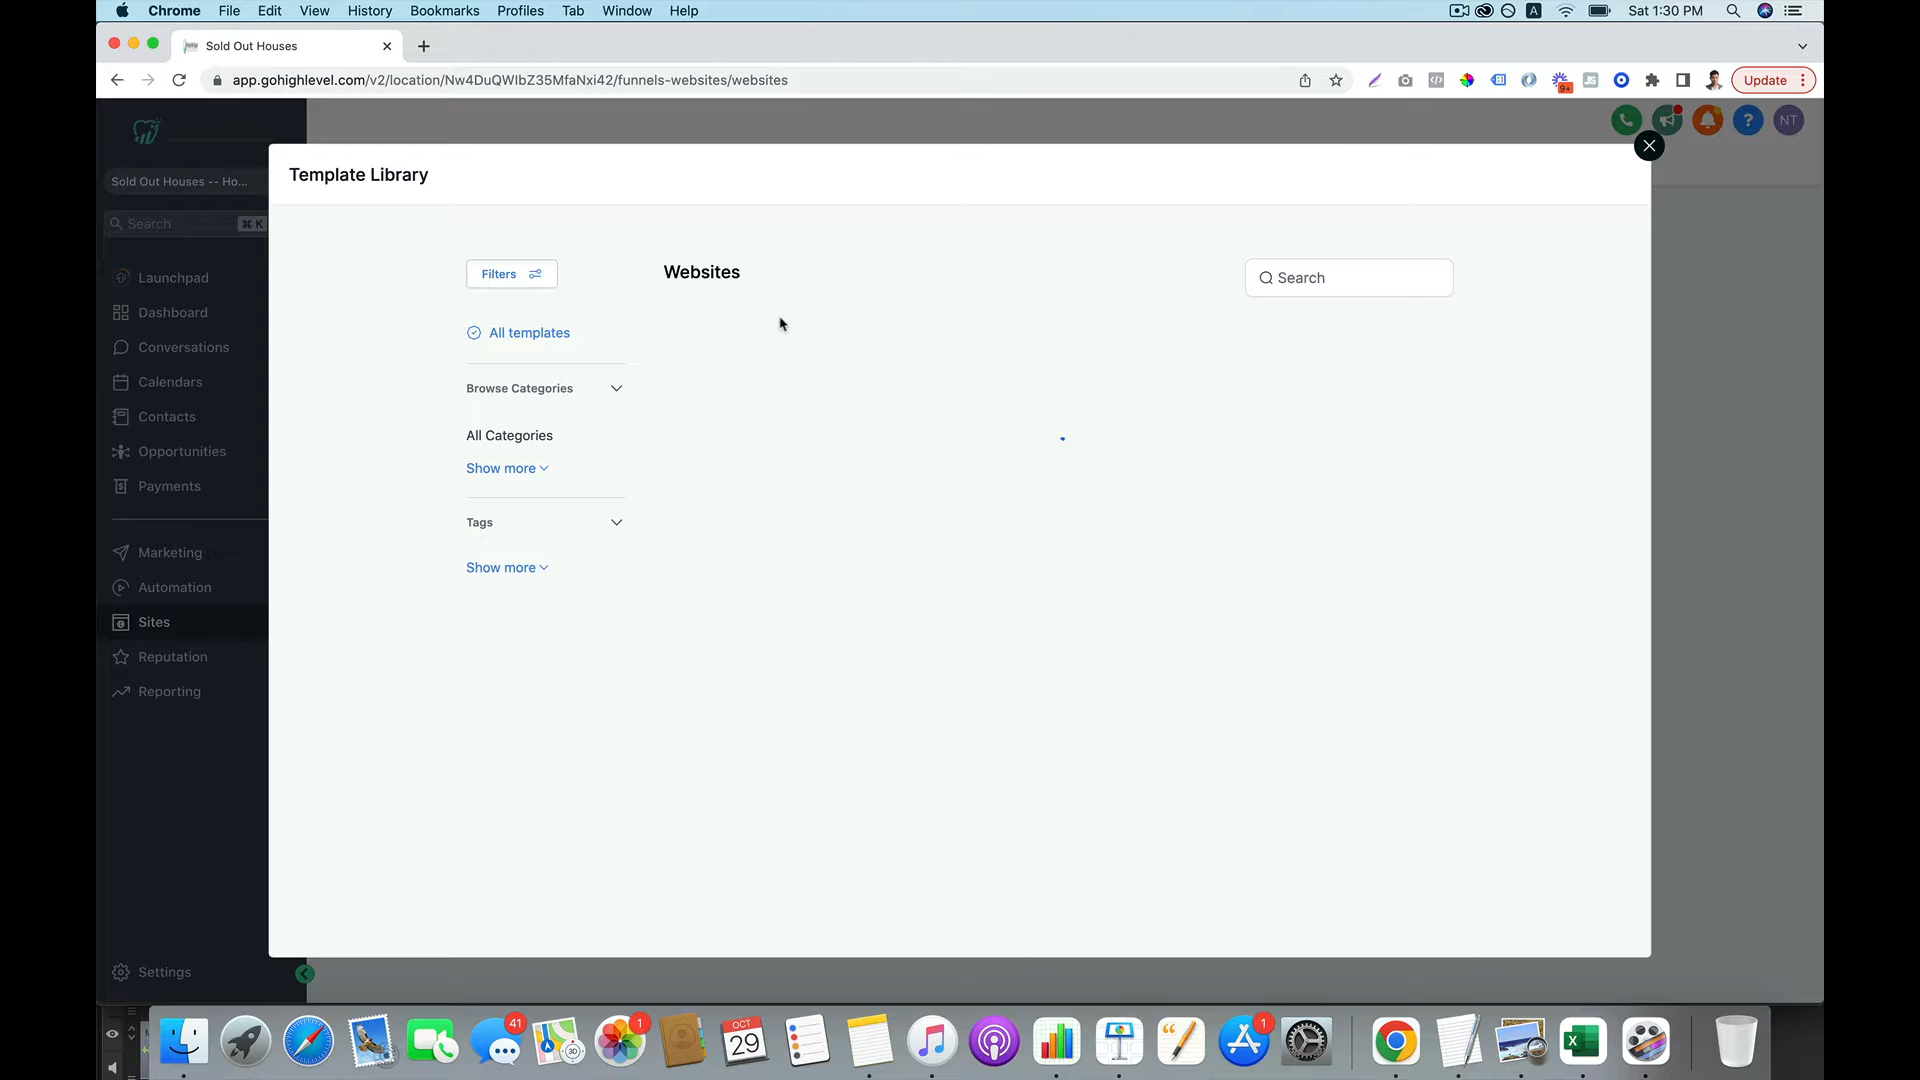 Chrome File Edit View History Bookmarks Profiles Tab Window Help
A
Sat 1:30 PM
Sold Out Houses
app.gohighlevel.com/v2/location/Nw4DuQWIbZ35MfaNxi42/funnels-websites/websites
9+
JS
Update
NT
Template Library
Sold Out Houses -- Ho...
Search ⌘ K
Launchpad
Dashboard
Conversations
Calendars
Contacts
Opportunities
Payments
Marketing
Automation
Sites
Reputation
Reporting
Settings
Filters
Websites
Search
All templates
Browse Categories
All Categories
Show more
Tags
Show more
41
3D
1
OCT
29
1
X